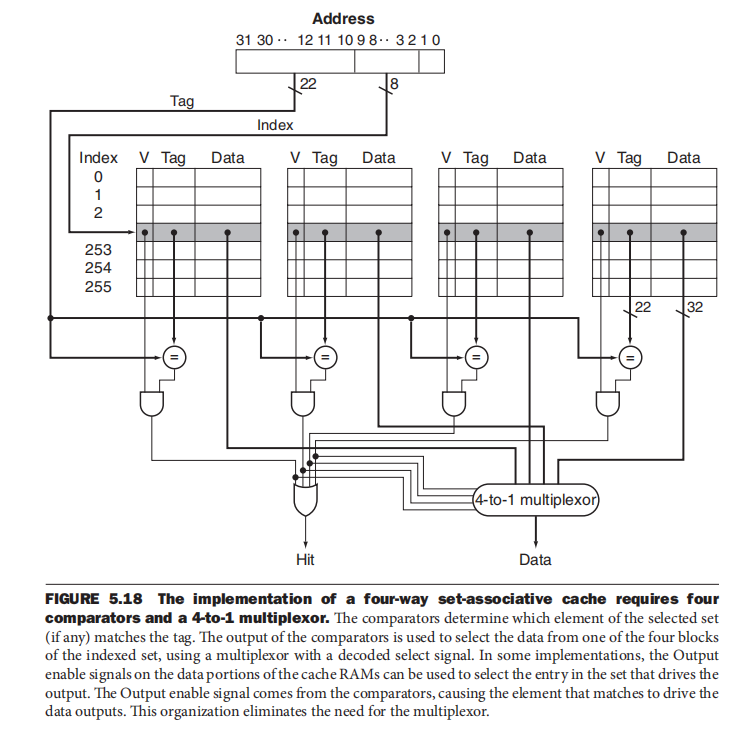 Address
31 30 ·· 12 11 10 9 8 ·· 3 2 1 0
22
8
Tag
Index
Index V Tag Data V Tag Data V Tag Data V Tag Data
0
1
2
253
254
255
22
32
= = = =
4-to-1 multiplexor
Hit
Data
FIGURE 5.18 The implementation of a four-way set-associative cache requires four
comparators and a 4-to-1 multiplexor. The comparators determine which element of the selected set
(if any) matches the tag. The output of the comparators is used to select the data from one of the four blocks
of the indexed set, using a multiplexor with a decoded select signal. In some implementations, the Output
enable signals on the data portions of the cache RAMs can be used to select the entry in the set that drives the
output. The Output enable signal comes from the comparators, causing the element that matches to drive the
data outputs. This organization eliminates the need for the multiplexor.